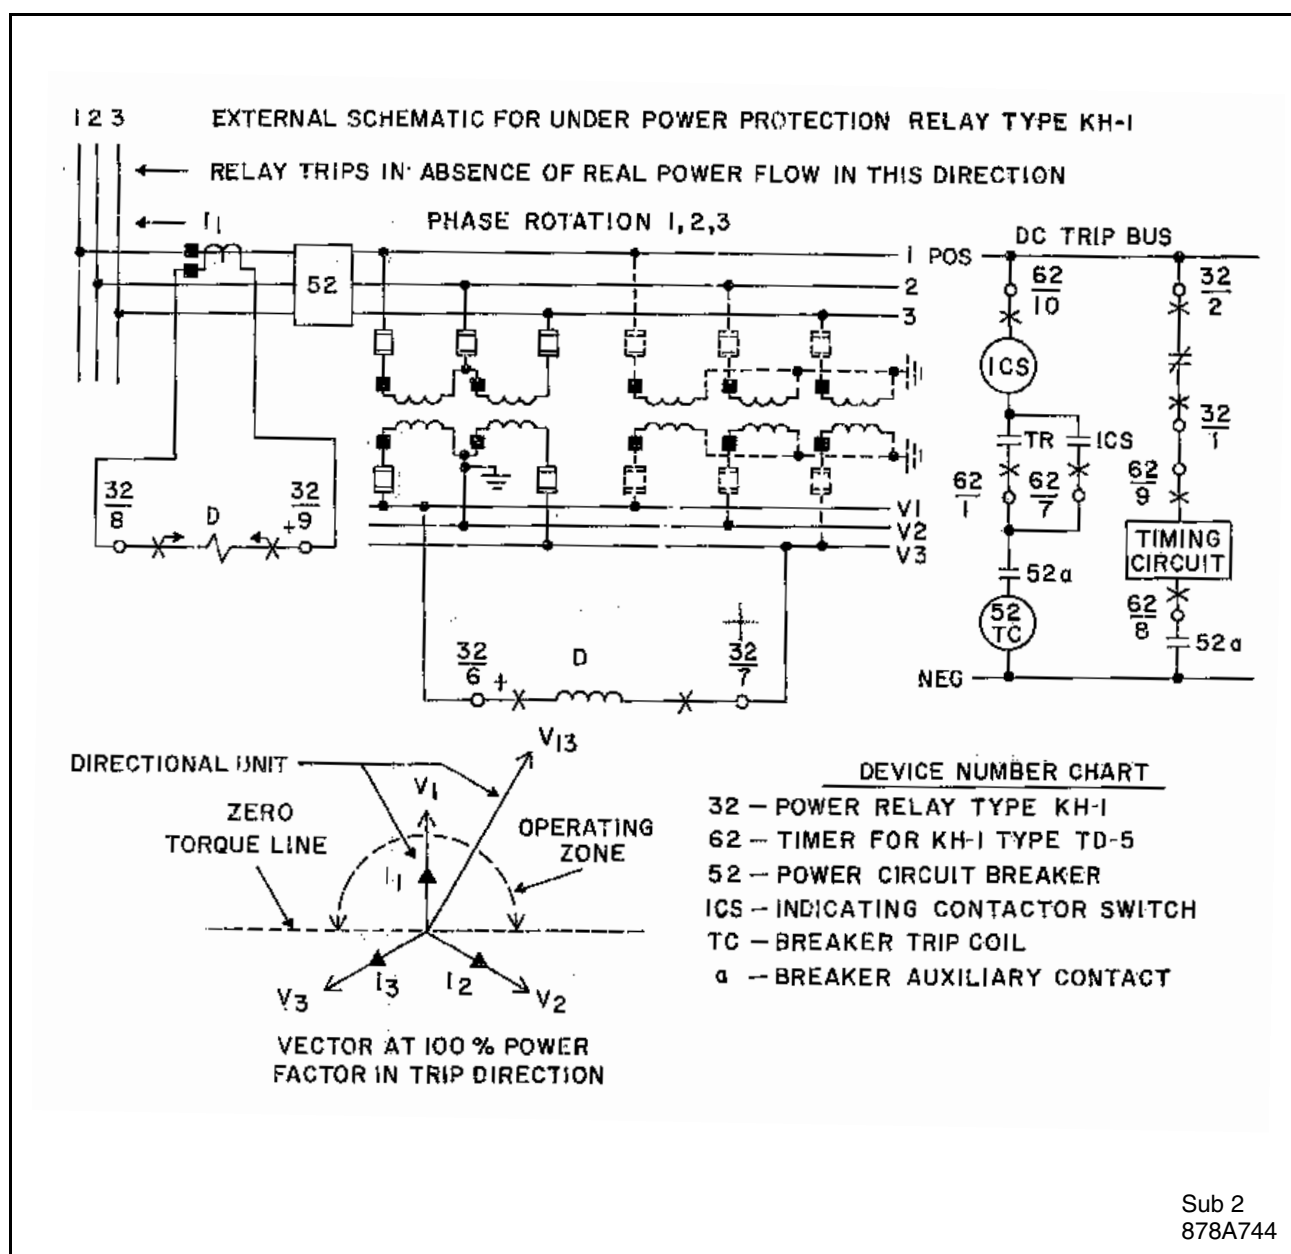 1 2 3 EXTERNAL SCHEMATIC FOR UNDER POWER PROTECTION RELAY TYPE KH-1
RELAY TRIPS IN ABSENCE OF REAL POWER FLOW IN THIS DIRECTION
I1 PHASE ROTATION 1,2,3
DC TRIP BUS
1 POS
2
3
52
62
10
32
2
ICS
TR
ICS
32
1
62
1
62
7
62
9
TIMING
CIRCUIT
62
8
52a
52a
52
TC
NEG
V1
V2
V3
32
8
D
+
32
9
32
6
+
D
32
7
V13
DIRECTIONAL UNIT
V1
ZERO
TORQUE LINE
OPERATING
ZONE
I1
I3
I2
V3
V2
VECTOR AT 100 % POWER
FACTOR IN TRIP DIRECTION
DEVICE NUMBER CHART
32 — POWER RELAY TYPE KH-1
62 — TIMER FOR KH-1 TYPE TD-5
52 — POWER CIRCUIT BREAKER
ICS — INDICATING CONTACTOR SWITCH
TC — BREAKER TRIP COIL
a — BREAKER AUXILIARY CONTACT
Sub 2
878A744